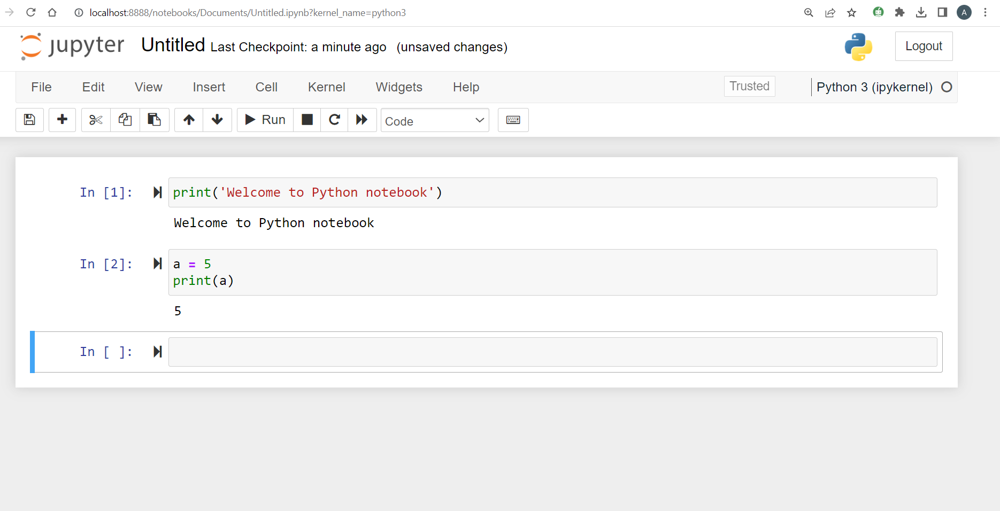 localhost:8888/notebooks/Documents/Untitled.ipynb?kernel_name=python3
A
jupyter Untitled Last Checkpoint: a minute ago (unsaved changes)
Logout
File Edit View Insert Cell Kernel Widgets Help Trusted Python 3 (ipykernel)
Run Code
In [1]: print('Welcome to Python notebook')
Welcome to Python notebook
In [2]: a = 5
print(a)
5
In [ ]: